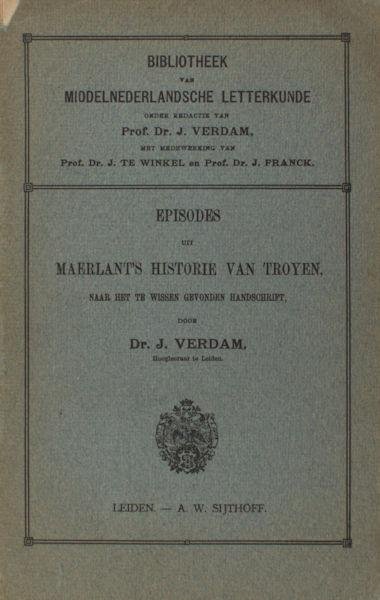 BIBLIOTHEEK
VAN
MIDDELNEDERLANDSCHE LETTERKUNDE
ONDER REDACTIE VAN
Prof. Dr. J. VERDAM,
MET MEDEWERKING VAN
Prof. Dr. J. TE WINKEL en Prof. Dr. J. FRANCK.
EPISODES
UIT
MAERLANT'S HISTORIE VAN TROYEN,
NAAR HET TE WISSEN GEVONDEN HANDSCHRIFT,
DOOR
Dr. J. VERDAM,
Hoogleeraar te Leiden.
LEIDEN. — A. W. SIJTHOFF.